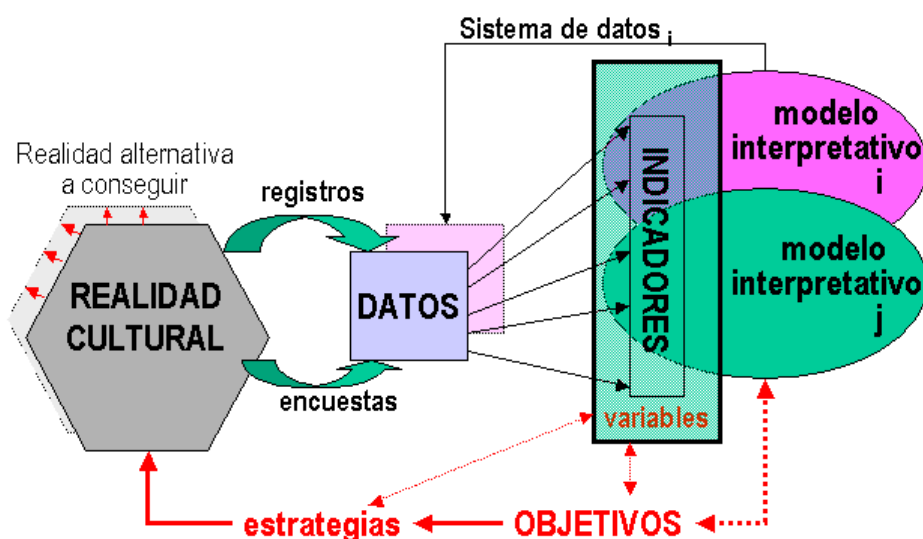 Sistema de datos i
modelo
interpretativo
i
Realidad alternativa
a conseguir
registros
INDICADORES
modelo
interpretativo
j
REALIDAD
CULTURAL
DATOS
encuestas
variables
estrategias
OBJETIVOS